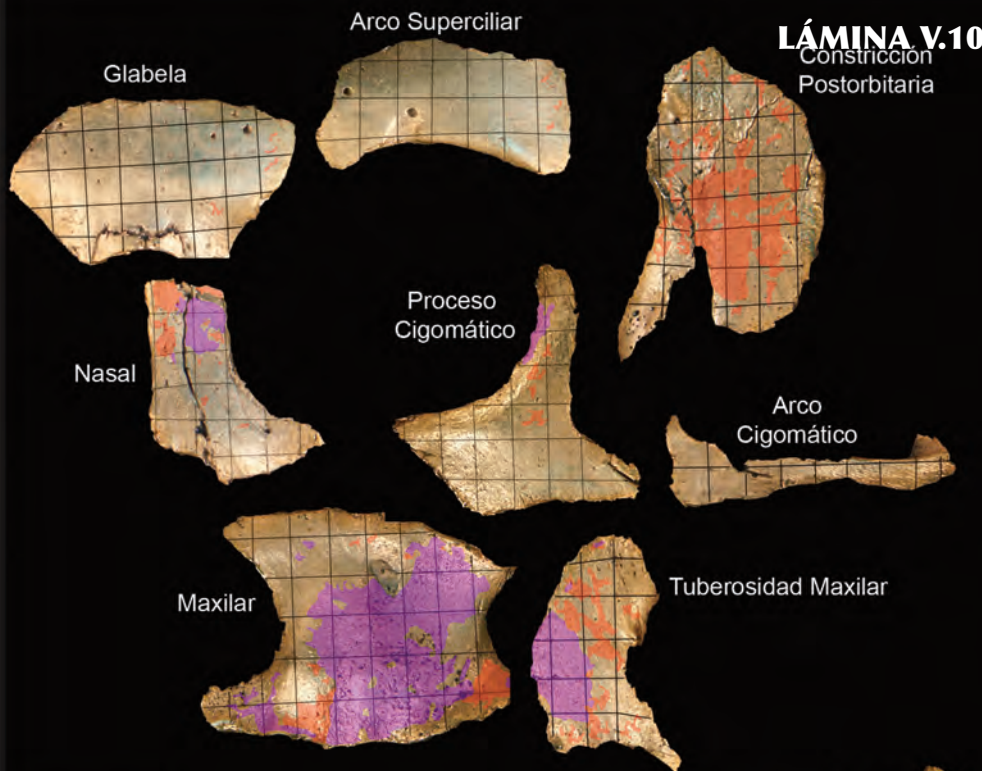 Arco Superciliar
LÁMINA V.10
Glabela
Constricción
Postorbitaria
Proceso
Cigomático
Nasal
Arco
Cigomático
Maxilar
Tuberosidad Maxilar